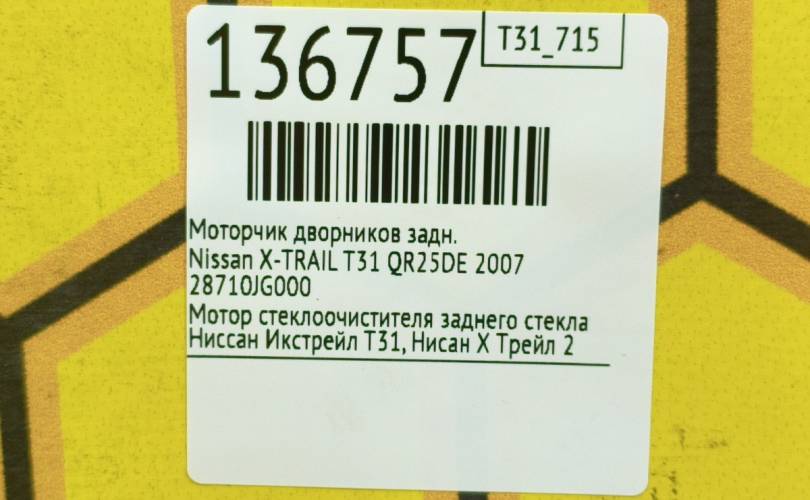 136757
T31_715
Моторчик дворников задн.
Nissan X-TRAIL T31 QR25DE 2007
28710JG000
Мотор стеклоочистителя заднего стекла
Ниссан Икстрейл Т31, Нисан Х Трейл 2